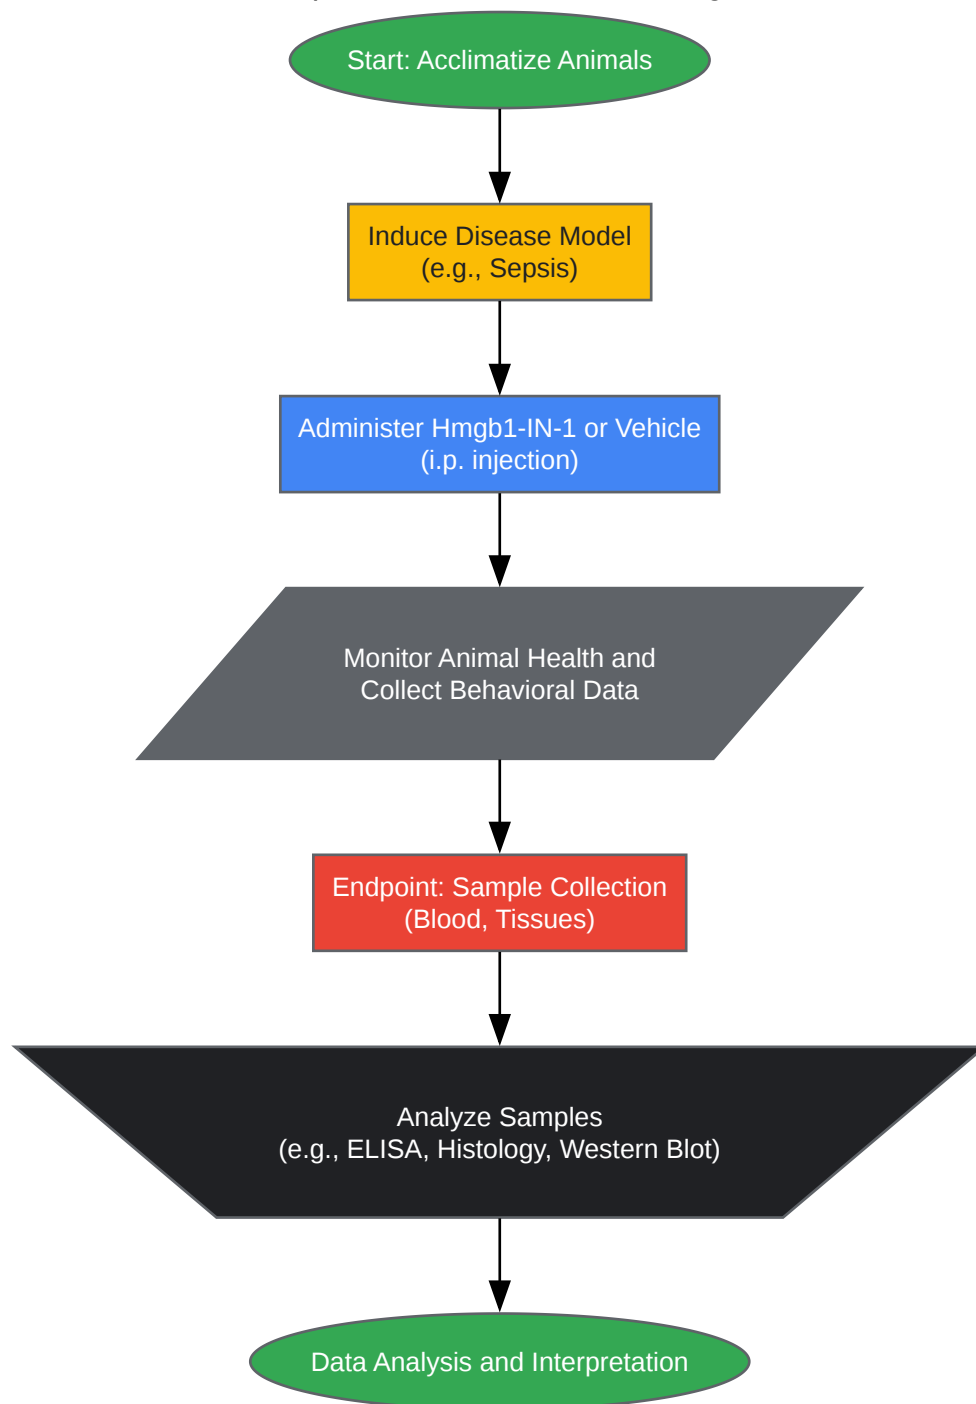 Start: Acclimatize Animals
Induce Disease Model
(e.g., Sepsis)
Administer Hmgb1-IN-1 or Vehicle
(i.p. injection)
Monitor Animal Health and
Collect Behavioral Data
Endpoint: Sample Collection
(Blood, Tissues)
Analyze Samples
(e.g., ELISA, Histology, Western Blot)
Data Analysis and Interpretation